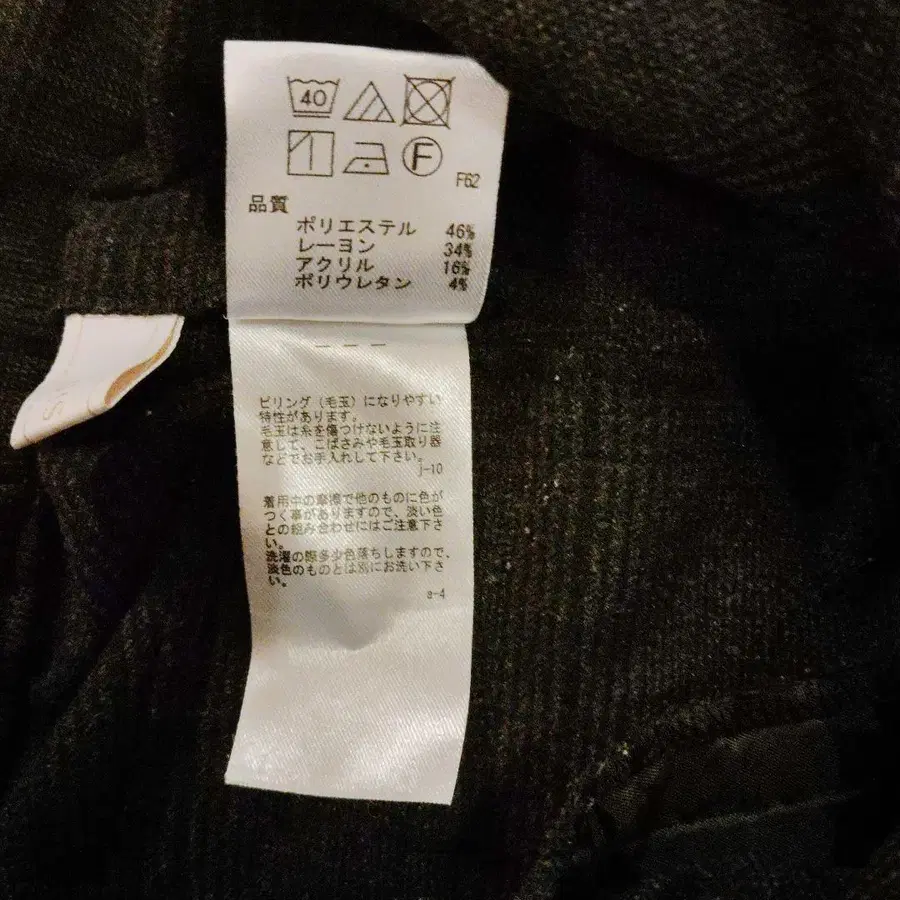 40
F
F62
品質
ポリエステル 46%
レーヨン 34%
アクリル 16%
ポリウレタン 4%
ピリング（毛玉）になりやすい
特性があります。
毛玉は糸を傷つけないように注
意して、こばさみや毛玉取り器
などでお手入れして下さい。
j-10
着用中の摩擦で他のものに色が
つく事がありますので、淡い色
との組み合わせにはご注意下さ
い。
洗濯の際多少色落ちしますので、
淡色のものとは別にお洗い下さ
い。
a-4